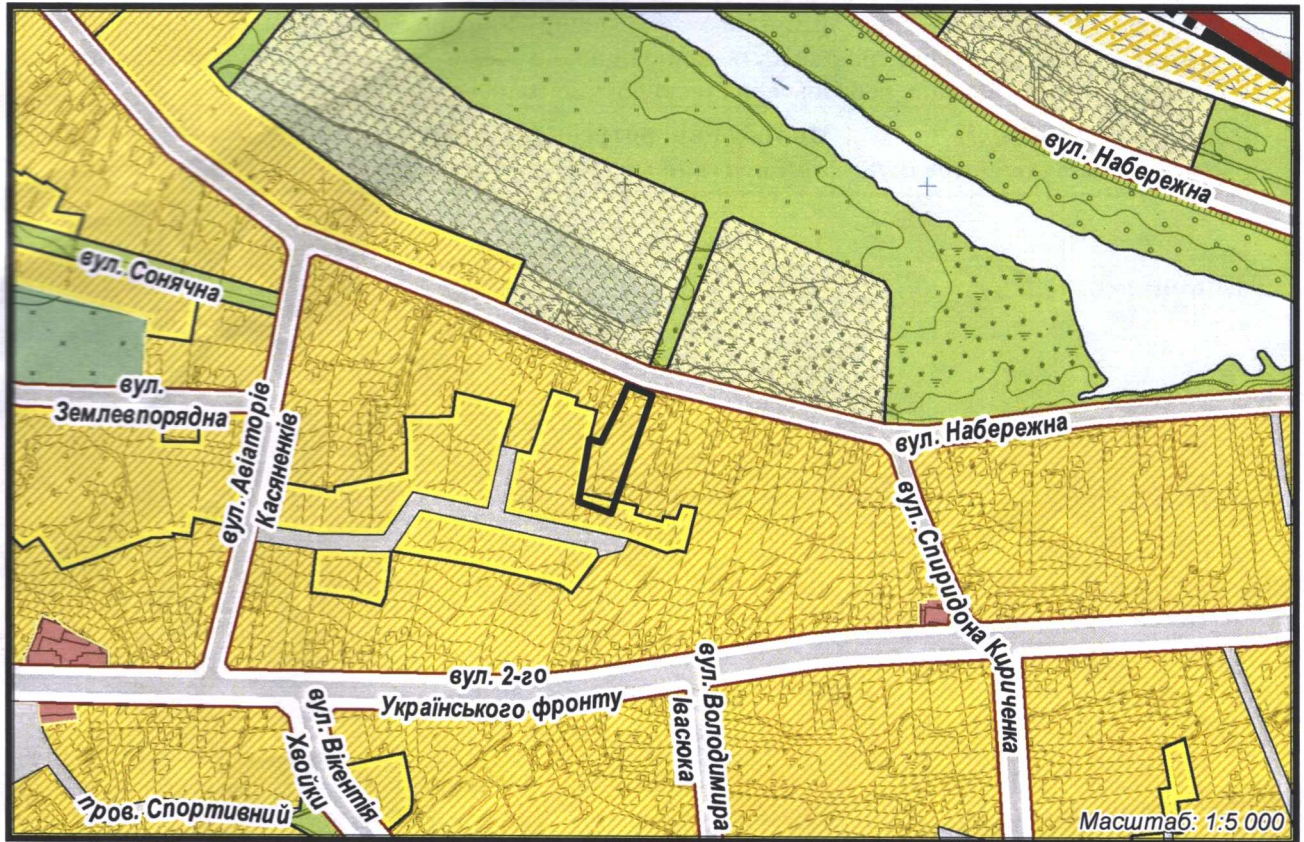 вул. Набережна
вул. Сонячна
вул.
Землевпорядна
вул. Авіаторів
Касяненків
вул. Набережна
вул. Спиридона Кириченка
вул. 2-го
Українського фронту
вул. Володимира
Івасюка
вул. Вікентія
Хвойки
пров. Спортивний
Масштаб: 1:5 000